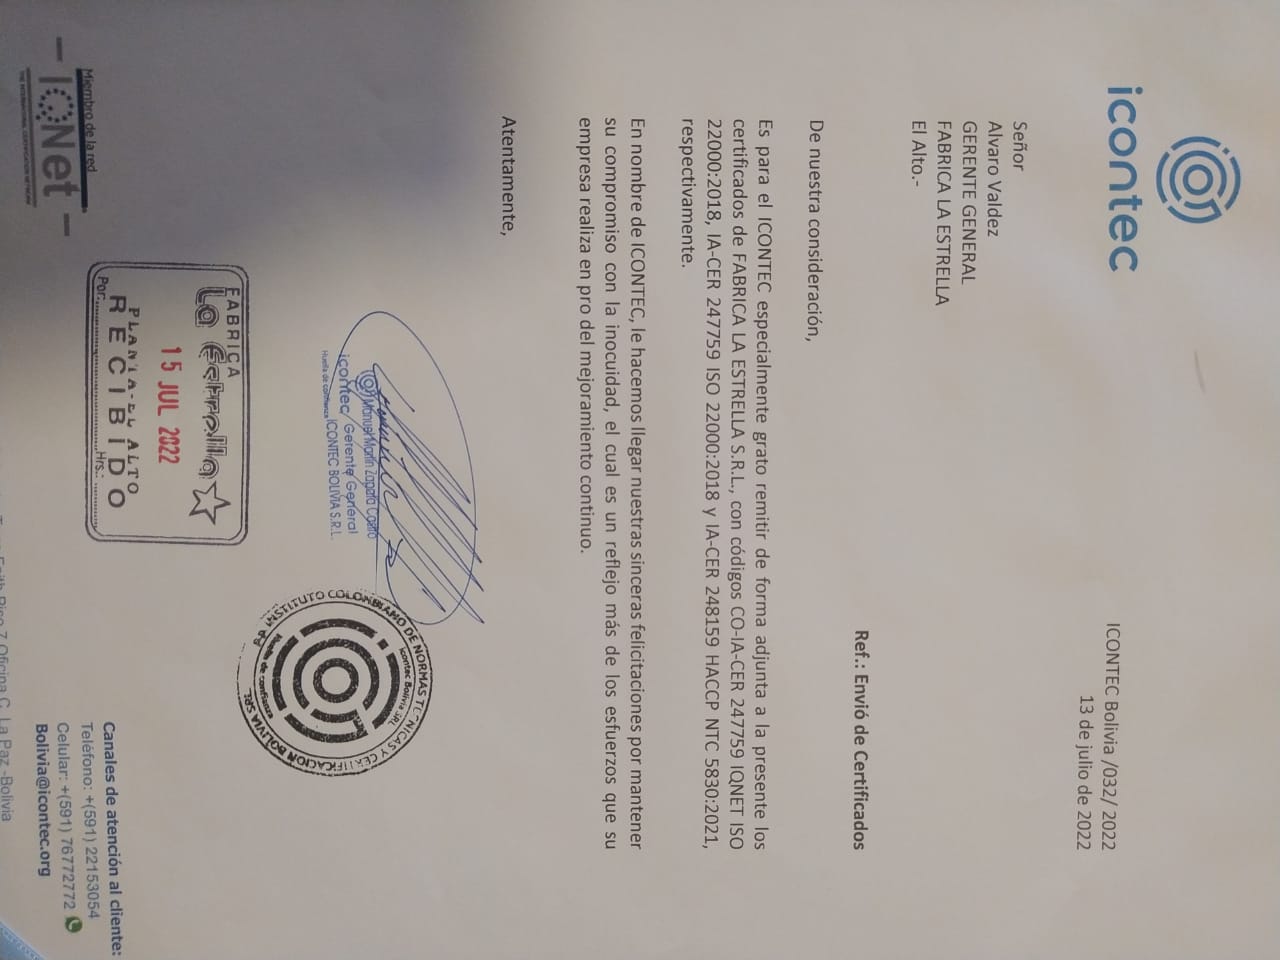 icontec
ICONTEC Bolivia /032/ 2022
13 de julio de 2022
Señor
Alvaro Valdez
GERENTE GENERAL
FABRICA LA ESTRELLA
El Alto.-
Ref.: Envió de Certificados
De nuestra consideración,
Es para el ICONTEC especialmente grato remitir de forma adjunta a la presente los
certificados de FABRICA LA ESTRELLA S.R.L., con códigos CO-IA-CER 247759 IQNET ISO
22000:2018, IA-CER 247759 ISO 22000:2018 y IA-CER 248159 HACCP NTC 5830:2021,
respectivamente.
En nombre de ICONTEC, le hacemos llegar nuestras sinceras felicitaciones por mantener
su compromiso con la inocuidad, el cual es un reflejo más de los esfuerzos que su
empresa realiza en pro del mejoramiento continuo.
Atentamente,
Manuel Martín Zapata Castro
icontec Gerente General
Huella de confianza ICONTEC BOLIVIA S.R.L.
INSTITUTO COLOMBIANO DE NORMAS TECNICAS Y CERTIFICACION BOLIVIA SRL
icontec Bolivia SRL
Huella de confianza
FABRICA
La Estrella
15 JUL 2022
PLANTA-EL ALTO
RECIBIDO
Por:..............................Hrs.:............
Miembro de la red
IQNet
THE INTERNATIONAL CERTIFICATION NETWORK
Canales de atención al cliente:
Teléfono: +(591) 22153054
Celular: +(591) 76772772
Bolivia@icontec.org
7 Oficina C, La Paz -Bolivia